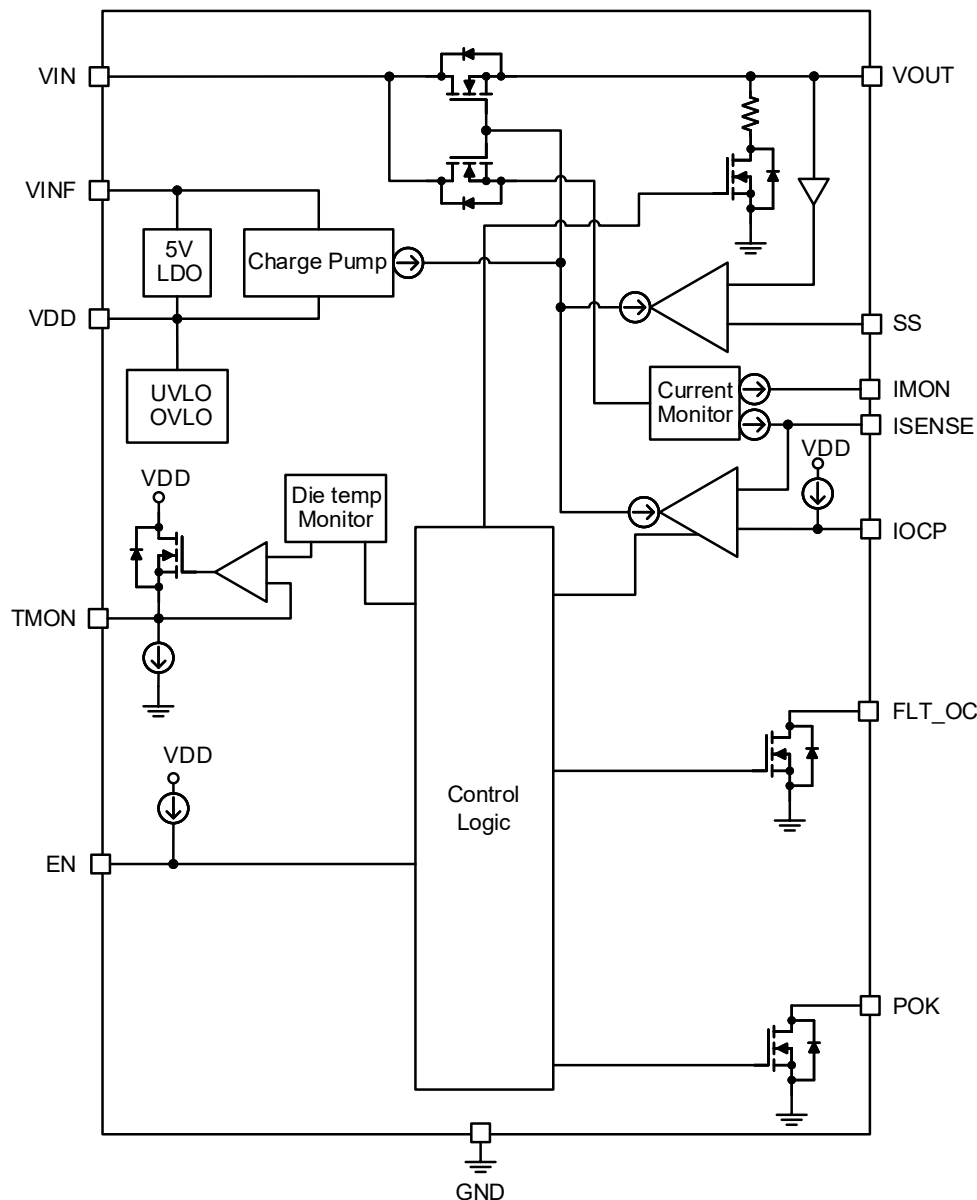 VIN
VOUT
VINF
5V
LDO
Charge Pump
VDD
SS
UVLO
OVLO
Current
Monitor
IMON
ISENSE
VDD
VDD
Die temp
Monitor
IOCP
TMON
FLT_OC
VDD
Control
Logic
EN
POK
GND